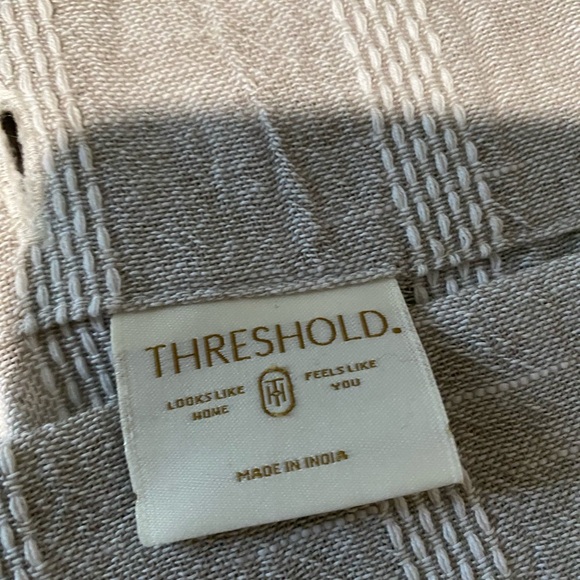 THRESHOLD.
LOOKS LIKE
HOME
FEELS LIKE
YOU
MADE IN INDIA